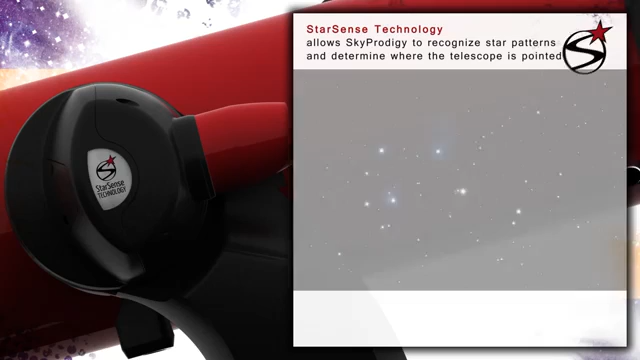 StarSense Technology
allows SkyProdigy to recognize star patterns
and determine where the telescope is pointed
StarSense
TECHNOLOGY